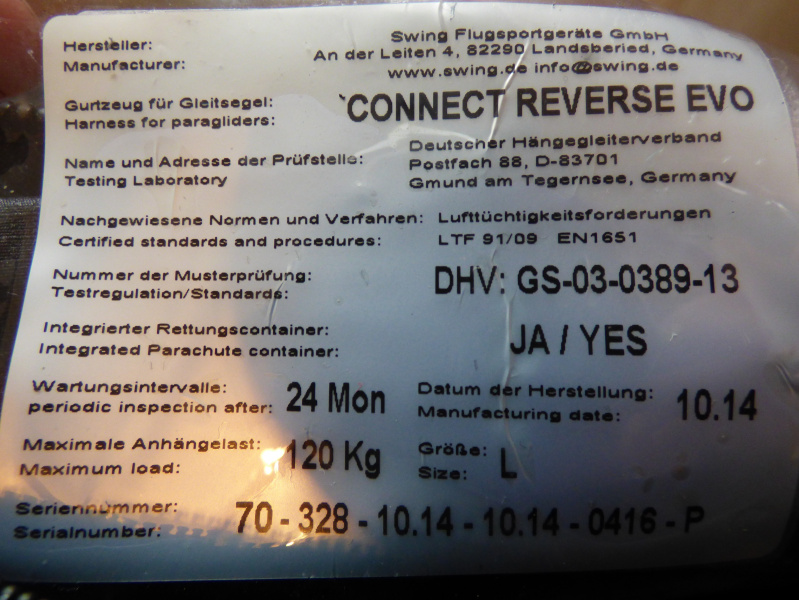 Hersteller:
Manufacturer:
Swing Flugsportgeräte GmbH
An der Leiten 4, 82290 Landsberied, Germany
www.swing.de info@swing.de
Gurtzeug für Gleitsegel:
Harness for paragliders:
CONNECT REVERSE EVO
Name und Adresse der Prüfstelle:
Testing Laboratory
Deutscher Hängegleiterverband
Postfach 88, D-83701
Gmund am Tegernsee, Germany
Nachgewiesene Normen und Verfahren: Lufttüchtigkeitsforderungen
Certified standards and procedures: LTF 91/09 EN1651
Nummer der Musterprüfung:
Testregulation/Standards:
DHV: GS-03-0389-13
Integrierter Rettungscontainer:
Integrated Parachute container:
JA / YES
Wartungsintervalle:
periodic inspection after:
24 Mon
Datum der Herstellung:
Manufacturing date:
10.14
Maximale Anhängelast:
Maximum load:
120 Kg
Größe:
Size:
L
Seriennummer:
Serialnumber:
70 - 328 - 10.14 - 10.14 - 0416 - P